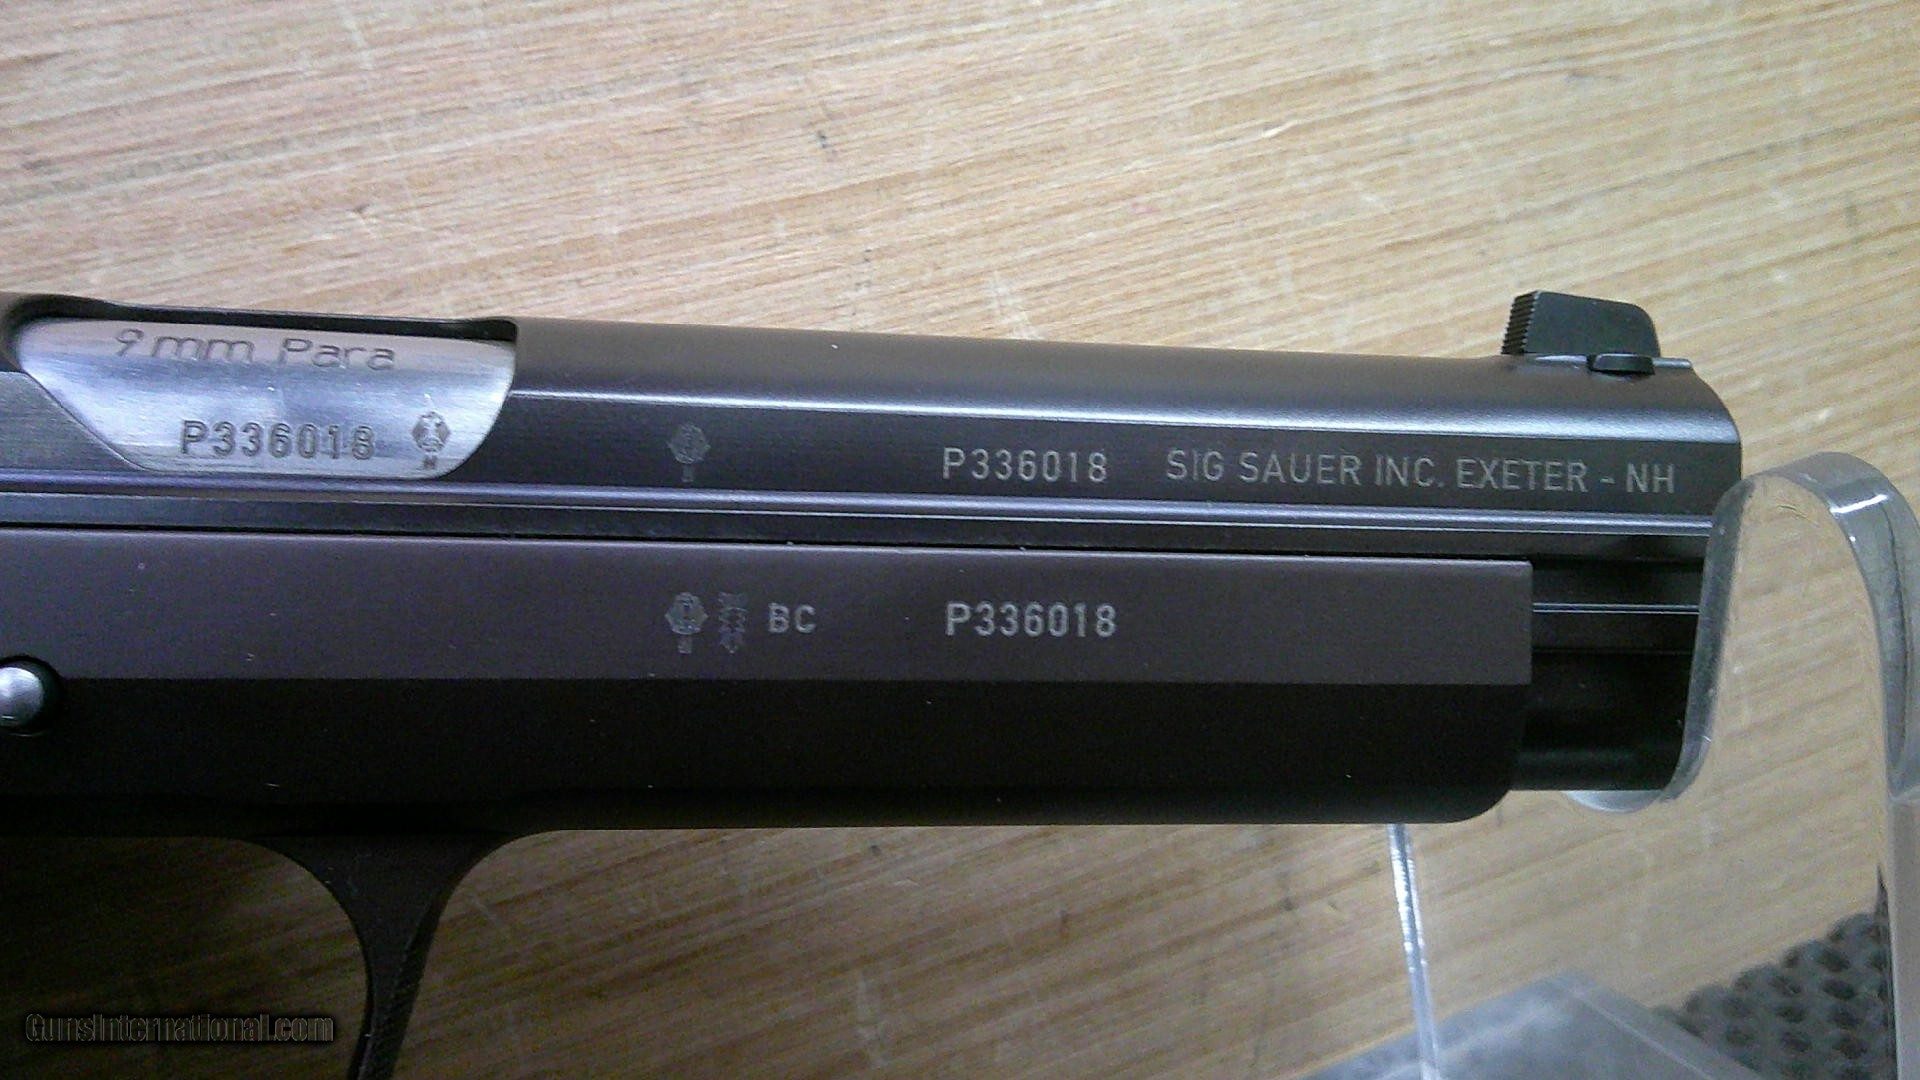 9 mm Para
P336018
P336018 SIG SAUER INC. EXETER - NH
BC P336018
GunsInternational.com